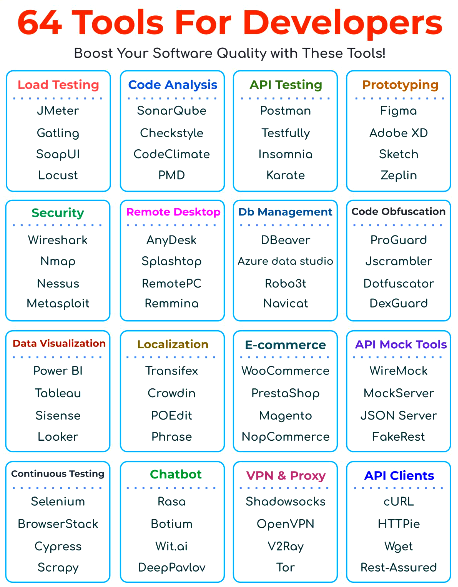 64 Tools For Developers
Boost Your Software Quality with These Tools!
Load Testing
JMeter
Gatling
SoapUI
Locust
Code Analysis
SonarQube
Checkstyle
CodeClimate
PMD
API Testing
Postman
Testfully
Insomnia
Karate
Prototyping
Figma
Adobe XD
Sketch
Zeplin
Security
Wireshark
Nmap
Nessus
Metasploit
Remote Desktop
AnyDesk
Splashtop
RemotePC
Remmina
Db Management
DBeaver
Azure data studio
Robo3t
Navicat
Code Obfuscation
ProGuard
Jscrambler
Dotfuscator
DexGuard
Data Visualization
Power BI
Tableau
Sisense
Looker
Localization
Transifex
Crowdin
POEdit
Phrase
E-commerce
WooCommerce
PrestaShop
Magento
NopCommerce
API Mock Tools
WireMock
MockServer
JSON Server
FakeRest
Continuous Testing
Selenium
BrowserStack
Cypress
Scrapy
Chatbot
Rasa
Botium
Wit.ai
DeepPavlov
VPN & Proxy
Shadowsocks
OpenVPN
V2Ray
Tor
API Clients
cURL
HTTPie
Wget
Rest-Assured